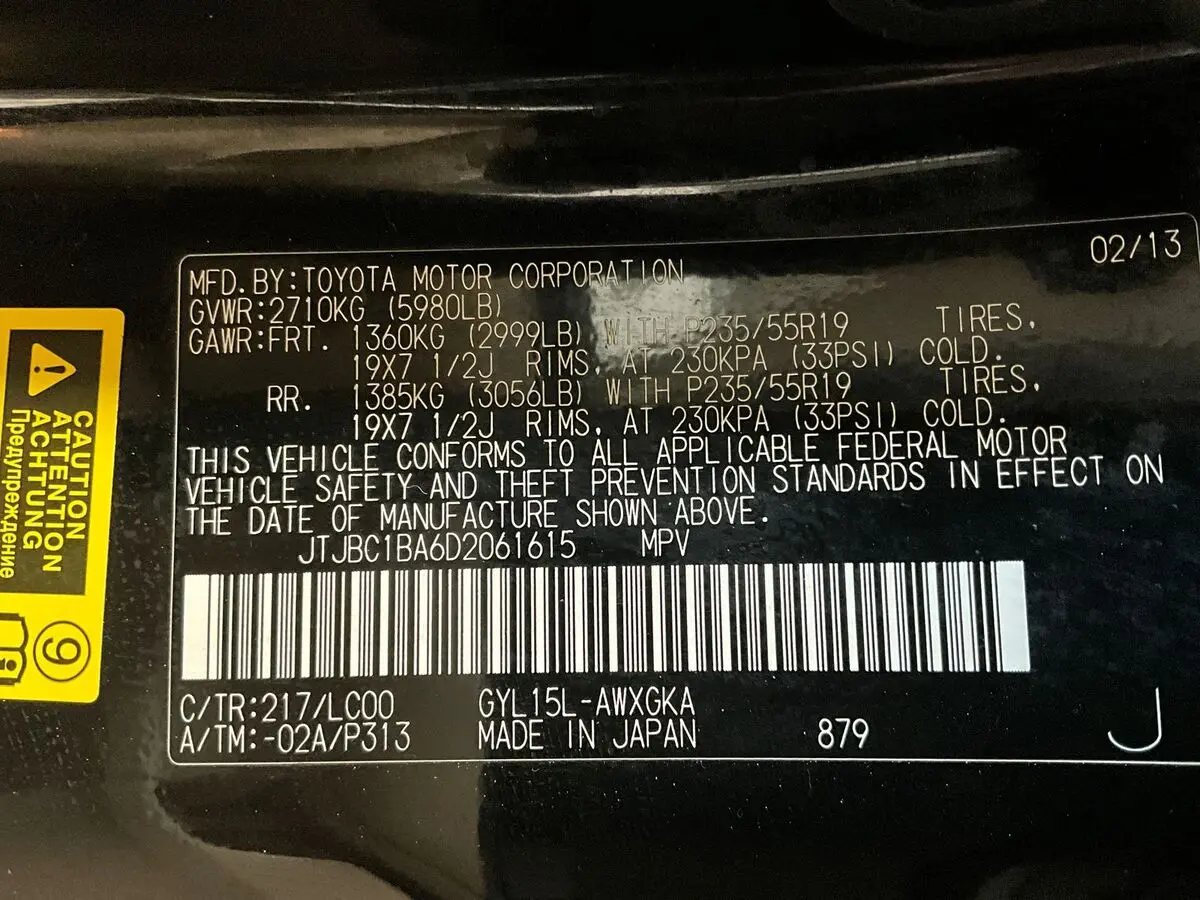 02/13
MFD.BY:TOYOTA MOTOR CORPORATION
GVWR:2710KG (5980LB)
GAWR:FRT. 1360KG (2999LB) WITH P235/55R19 TIRES,
19X7 1/2J RIMS, AT 230KPA (33PSI) COLD.
RR. 1385KG (3056LB) WITH P235/55R19 TIRES,
19X7 1/2J RIMS, AT 230KPA (33PSI) COLD.
THIS VEHICLE CONFORMS TO ALL APPLICABLE FEDERAL MOTOR
VEHICLE SAFETY AND THEFT PREVENTION STANDARDS IN EFFECT ON
THE DATE OF MANUFACTURE SHOWN ABOVE.
JTJBC1BA6D2061615 MPV
C/TR:217/LC00 GYL15L-AWXGKA
A/TM:-02A/P313 MADE IN JAPAN 879
J
CAUTION
ATTENTION
ACHTUNG
Предупреждение
9